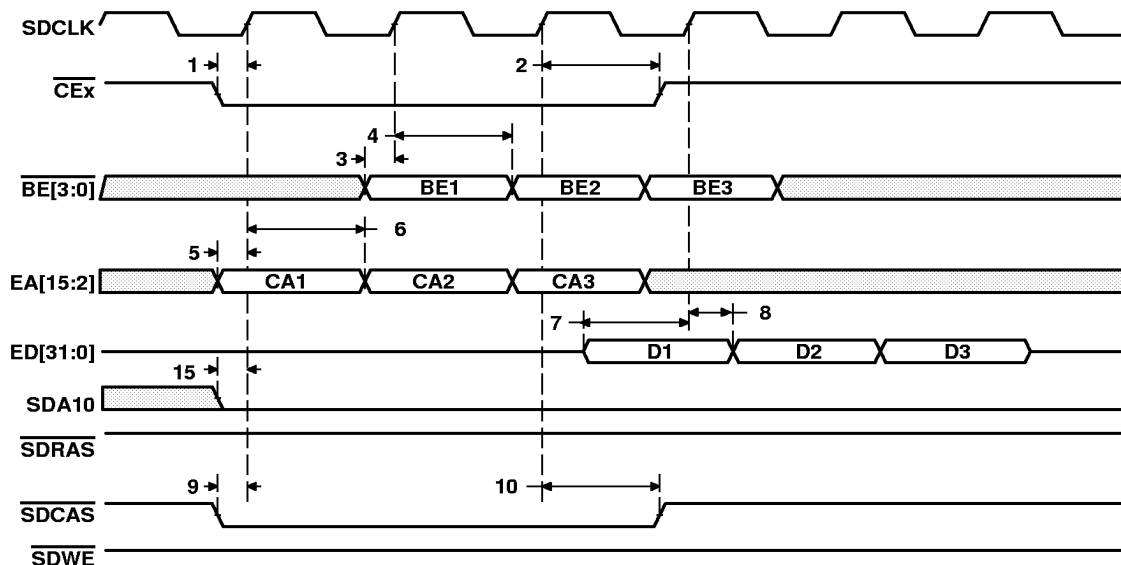 SDCLK
1
2
CEx
4
3
BE[3:0]
BE1
BE2
BE3
6
5
EA[15:2]
CA1
CA2
CA3
7
8
ED[31:0]
D1
D2
D3
15
SDA10
SDRAS
9
10
SDCAS
SDWE